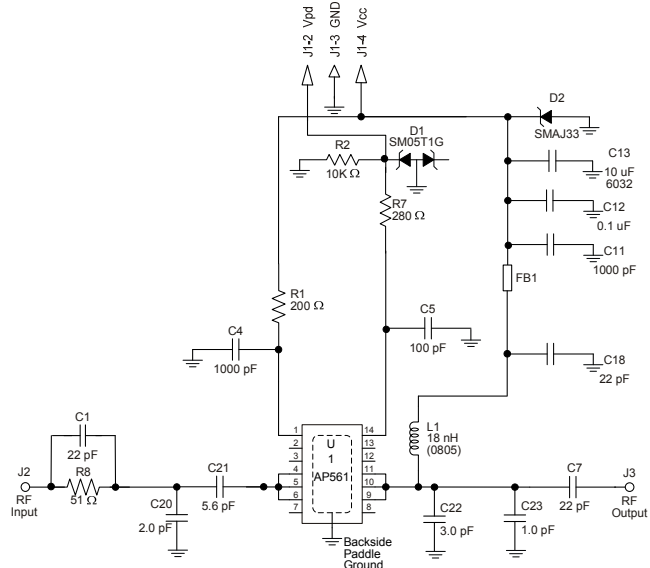 J1-2 Vpd
J1-3 GND
J1-4 Vcc
D2
SMAJ33
D1
SM05T1G
R2
10K Ω
C13
10 uF
6032
C12
0.1 uF
R7
280 Ω
C11
1000 pF
FB1
R1
200 Ω
C4
1000 pF
C5
100 pF
C18
22 pF
L1
18 nH
(0805)
C1
22 pF
R8
51 Ω
J2
RF
Input
C21
5.6 pF
C20
2.0 pF
1
2
3
4
5
6
7
U
1
AP561
14
13
12
11
10
9
8
C22
3.0 pF
C23
1.0 pF
C7
22 pF
J3
RF
Output
Backside
Paddle
Ground